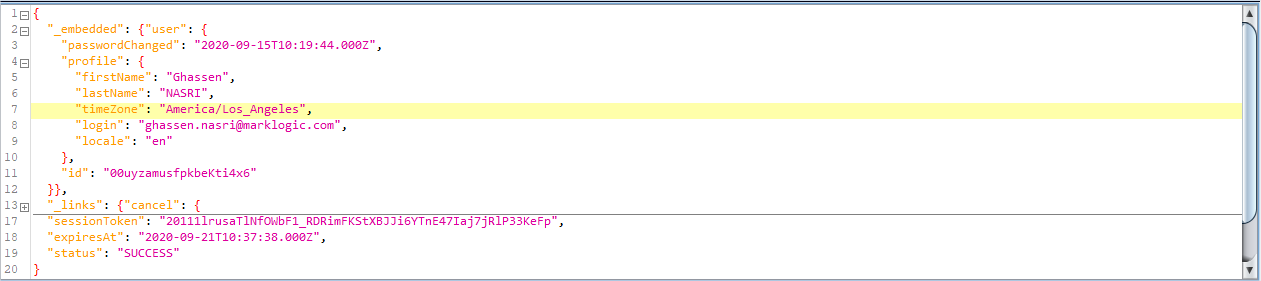 1 {
2 "_embedded": {"user": {
3 "passwordChanged": "2020-09-15T10:19:44.000Z",
4 "profile": {
5 "firstName": "Ghassen",
6 "lastName": "NASRI",
7 "timeZone": "America/Los_Angeles",
8 "login": "ghassen.nasri@marklogic.com",
9 "locale": "en"
10 },
11 "id": "00uyzamusfpkbeKti4x6"
12 }},
13 "_links": {"cancel": {
17 "sessionToken": "20111lrusaTlNfOWbF1_RDRimFKStXBJJi6YTnE47Iaj7jRlP33KeFp",
18 "expiresAt": "2020-09-21T10:37:38.000Z",
19 "status": "SUCCESS"
20 }